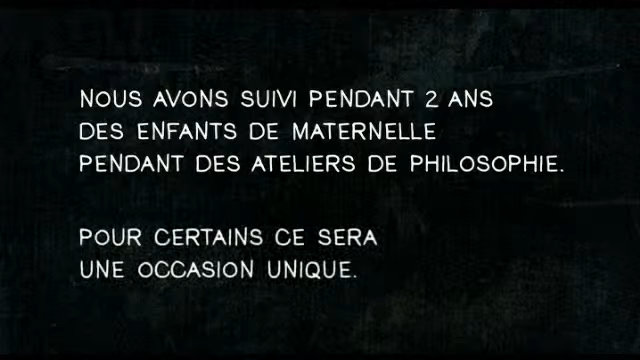 NOUS AVONS SUIVI PENDANT 2 ANS
DES ENFANTS DE MATERNELLE
PENDANT DES ATELIERS DE PHILOSOPHIE.
POUR CERTAINS CE SERA
UNE OCCASION UNIQUE.